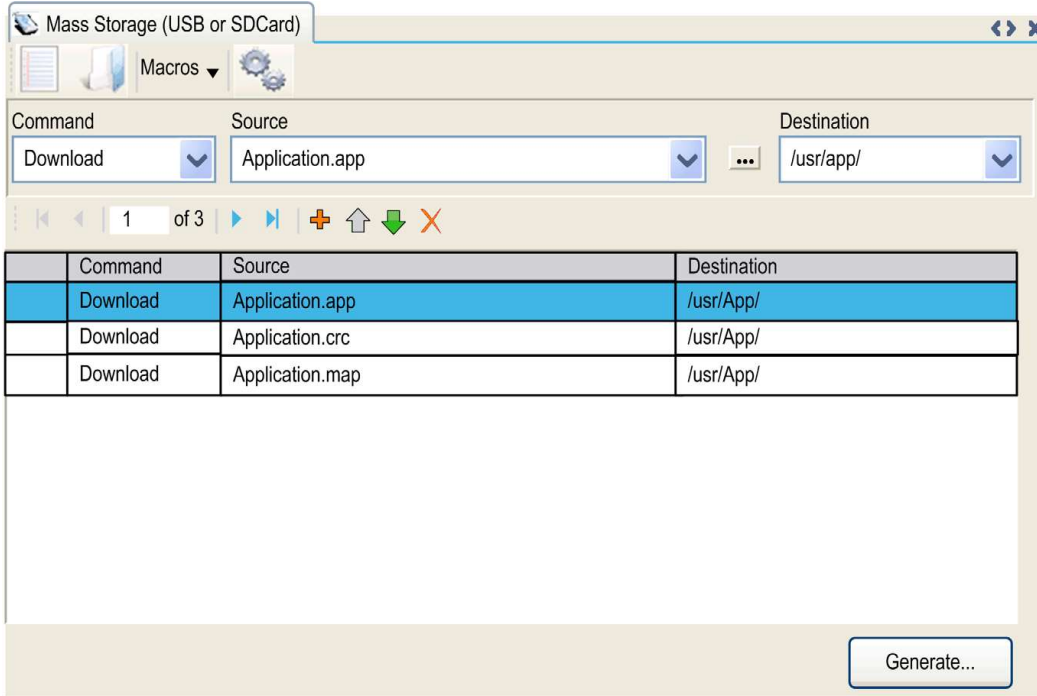 Mass Storage (USB or SDCard)
Macros
Command Source Destination
Download Application.app ... /usr/app/
1 of 3
Command Source Destination
Download Application.app /usr/App/
Download Application.crc /usr/App/
Download Application.map /usr/App/
Generate...